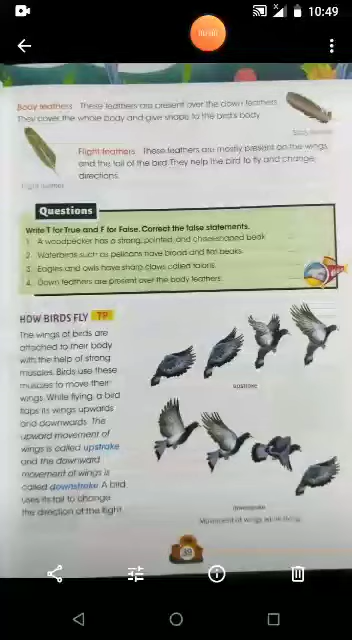 10:49
Body feathers These feathers are present over the down feathers.
They cover the whole body and give shape to the bird's body.
Body feather
Flight feathers These feathers are mostly present on the wings
and the tail of the bird. They help the bird to fly and change
directions.
Flight feather
Questions
Write T for True and F for False. Correct the false statements.
1. A woodpecker has a strong, pointed, and chisel-shaped beak.
2. Waterbirds such as pelicans have broad and flat beaks.
3. Eagles and owls have sharp claws called talons.
4. Down feathers are present over the body feathers.
HOW BIRDS FLY TP
The wings of birds are
attached to their body
with the help of strong
muscles. Birds use these
muscles to move their
wings. While flying, a bird
flaps its wings upwards
and downwards. The
upward movement of
wings is called upstroke
and the downward
movement of wings is
called downstroke. A bird
uses its tail to change
the direction of the flight.
upstroke
downstroke
Movement of wings while flying
39